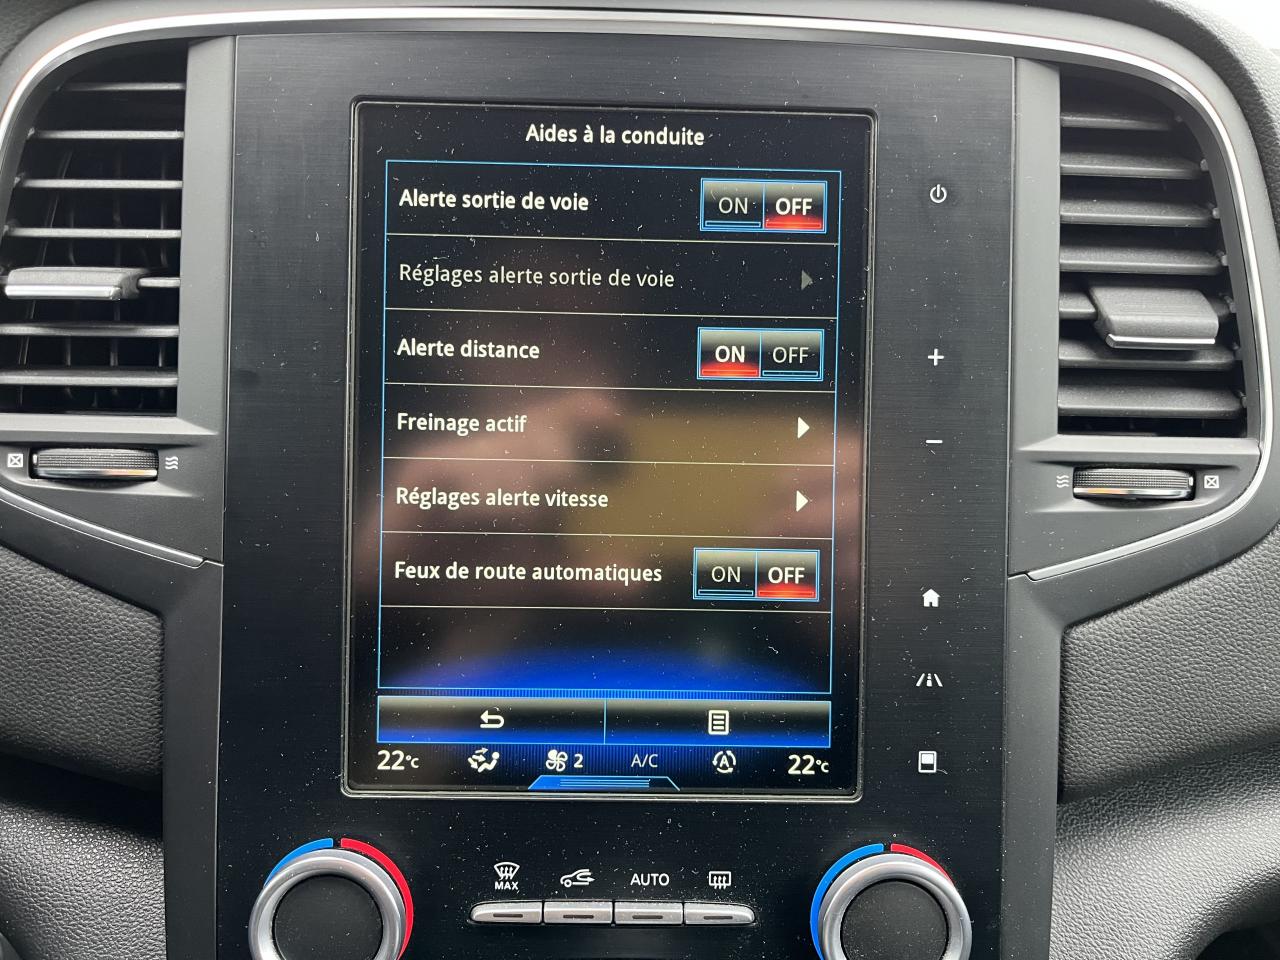 Aides à la conduite
Alerte sortie de voie ON OFF
Réglages alerte sortie de voie
Alerte distance ON OFF
Freinage actif
Réglages alerte vitesse
Feux de route automatiques ON OFF
22°C 2 A/C A 22°C
MAX AUTO